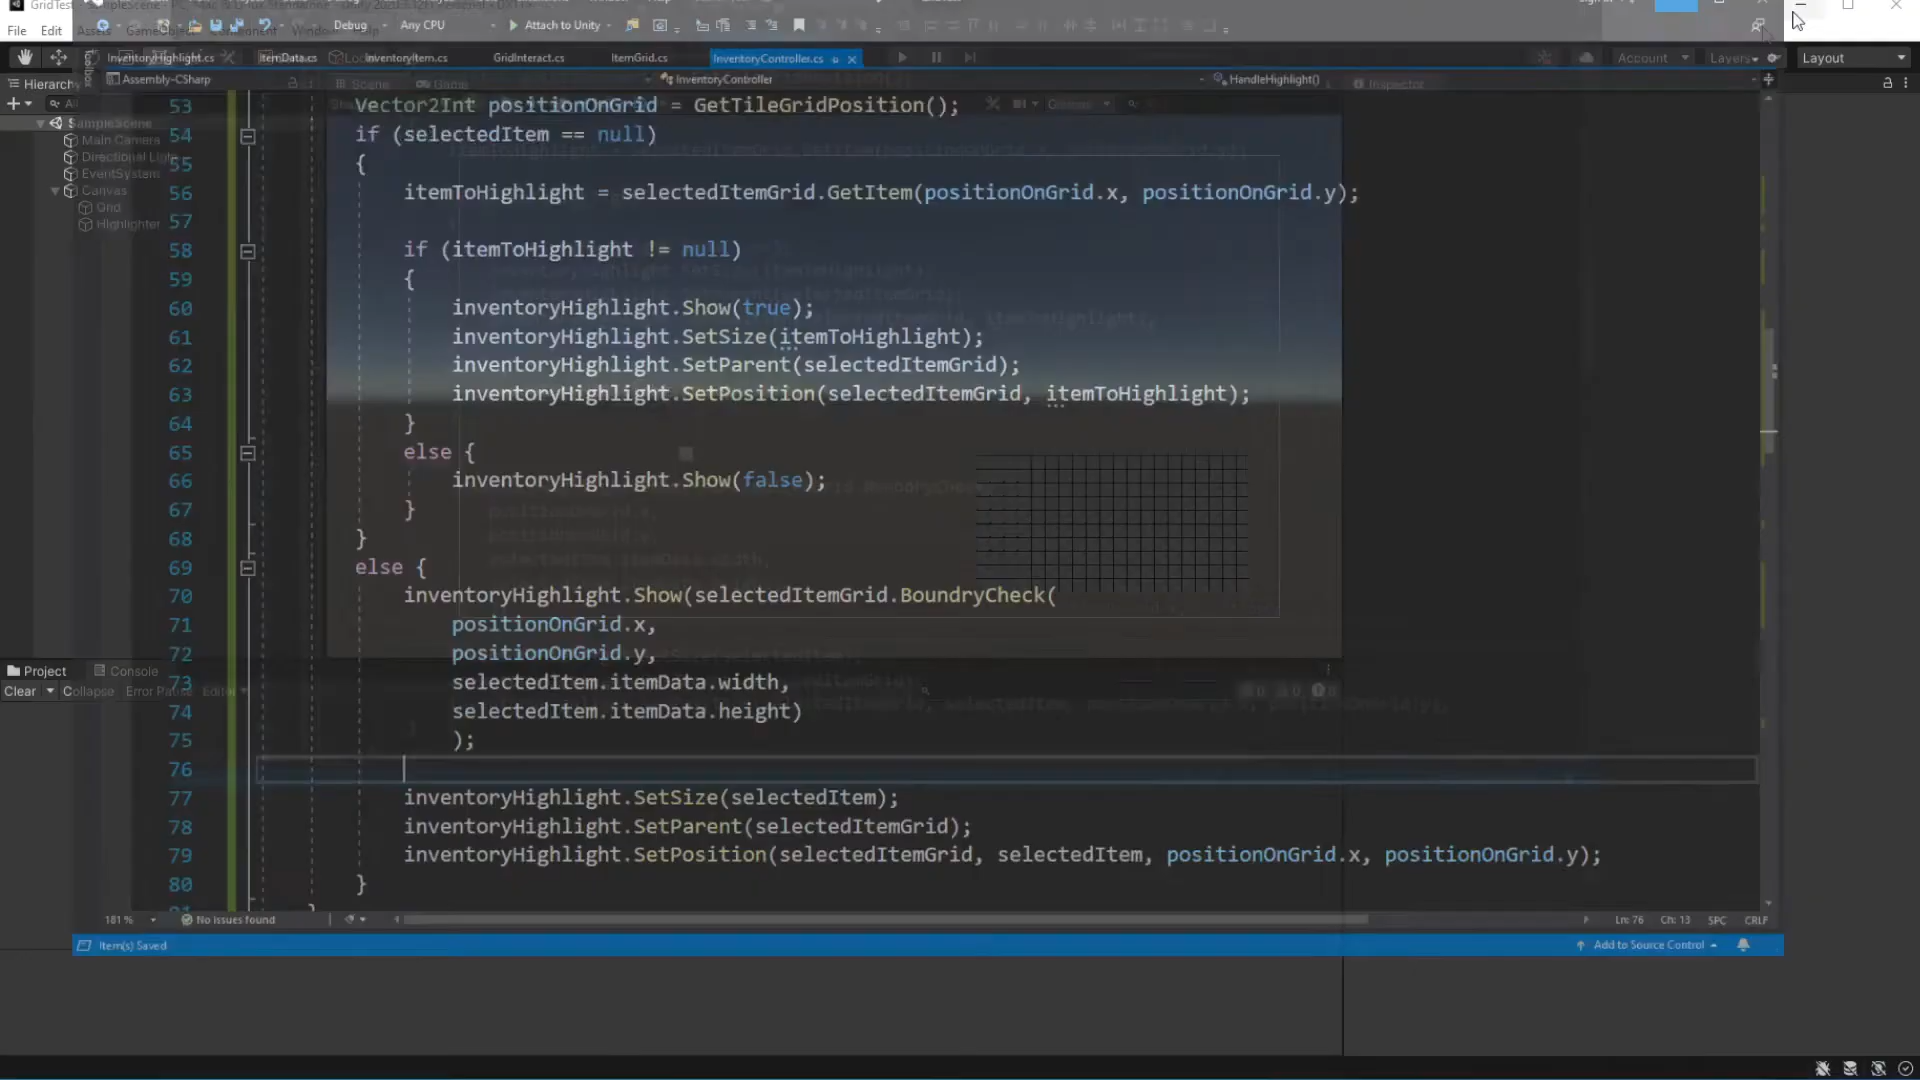 File Edit Assets
Debug Any CPU Attach to Unity
InventoryHighlight.cs ItemData.cs InventoryItem.cs GridInteract.cs ItemGrid.cs InventoryController.cs Account Layers Layout
Hierarchy Assembly-CSharp Scene Game InventoryController HandleHighlight() Inspector
SampleScene
Main Camera
Directional Light
EventSystem
Canvas
Grid
Highlighter
53 Vector2Int positionOnGrid = GetTileGridPosition();
54 if (selectedItem == null)
55 {
56 itemToHighlight = selectedItemGrid.GetItem(positionOnGrid.x, positionOnGrid.y);
57
58 if (itemToHighlight != null)
59 {
60 inventoryHighlight.Show(true);
61 inventoryHighlight.SetSize(itemToHighlight);
62 inventoryHighlight.SetParent(selectedItemGrid);
63 inventoryHighlight.SetPosition(selectedItemGrid, itemToHighlight);
64 }
65 else {
66 inventoryHighlight.Show(false);
67 }
68 }
69 else {
70 inventoryHighlight.Show(selectedItemGrid.BoundryCheck(
71 positionOnGrid.x,
72 positionOnGrid.y,
73 selectedItem.itemData.width,
74 selectedItem.itemData.height)
75 );
76
77 inventoryHighlight.SetSize(selectedItem);
78 inventoryHighlight.SetParent(selectedItemGrid);
79 inventoryHighlight.SetPosition(selectedItemGrid, selectedItem, positionOnGrid.x, positionOnGrid.y);
80 }
Project Console
Clear Collapse Error Pause Editor
181 % No issues found Ln: 76 Ch: 13 SPC CRLF
Item(s) Saved Add to Source Control